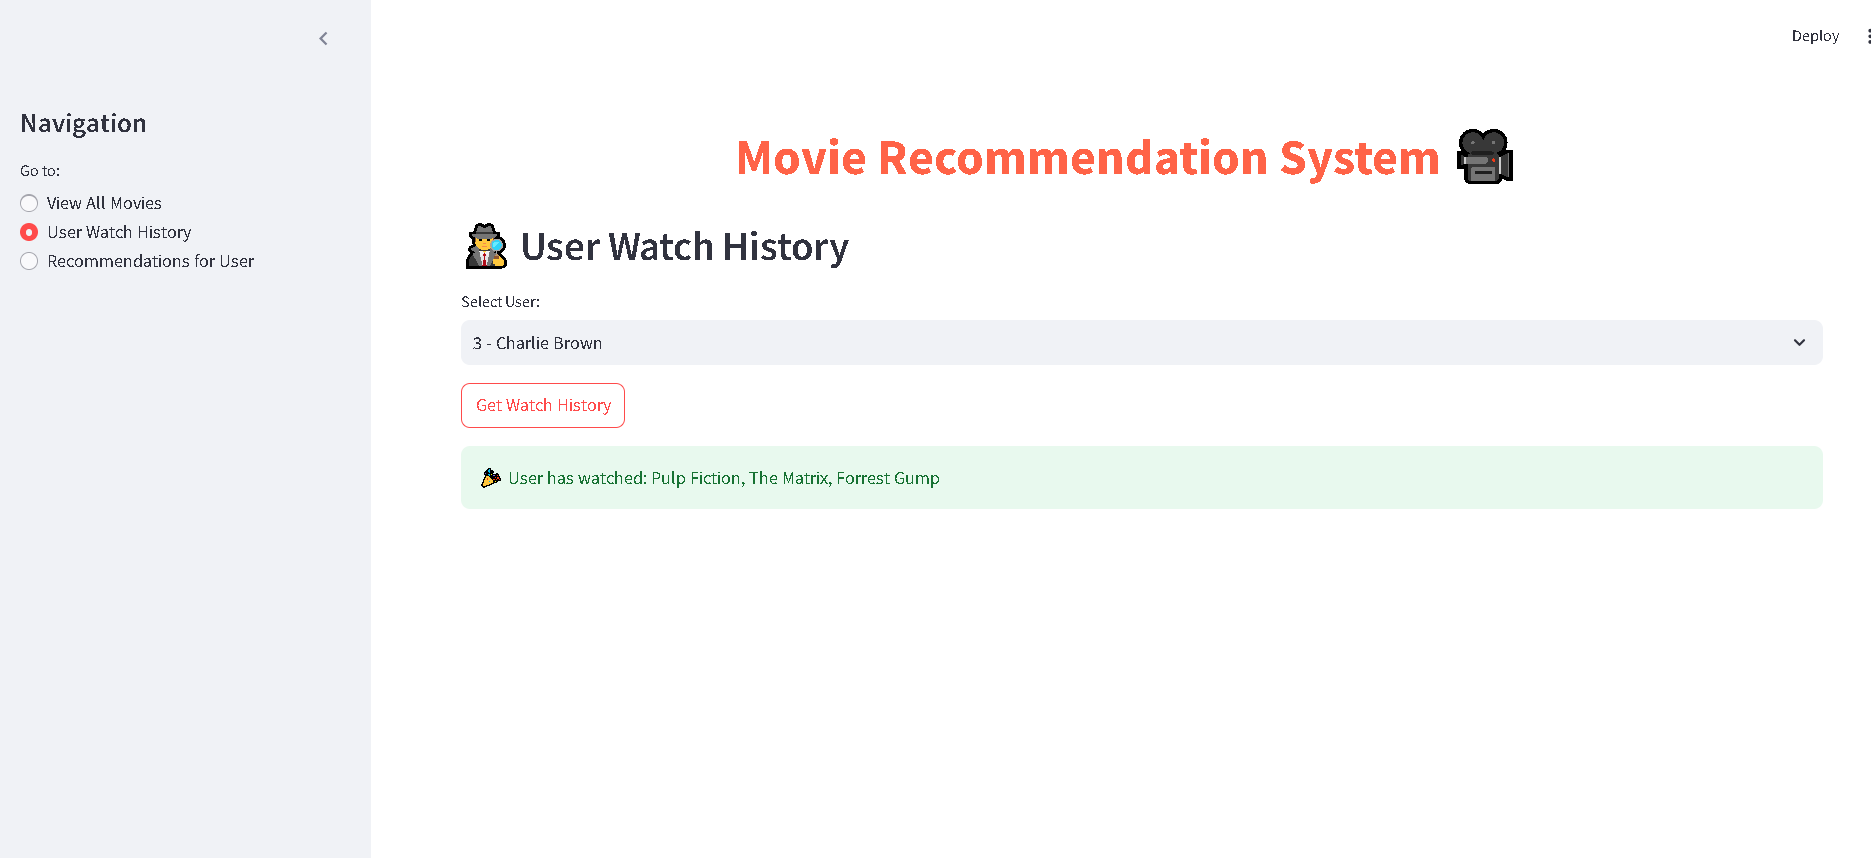 Deploy
Navigation
Go to:
View All Movies
User Watch History
Recommendations for User
Movie Recommendation System
User Watch History
Select User:
3 - Charlie Brown
Get Watch History
User has watched: Pulp Fiction, The Matrix, Forrest Gump